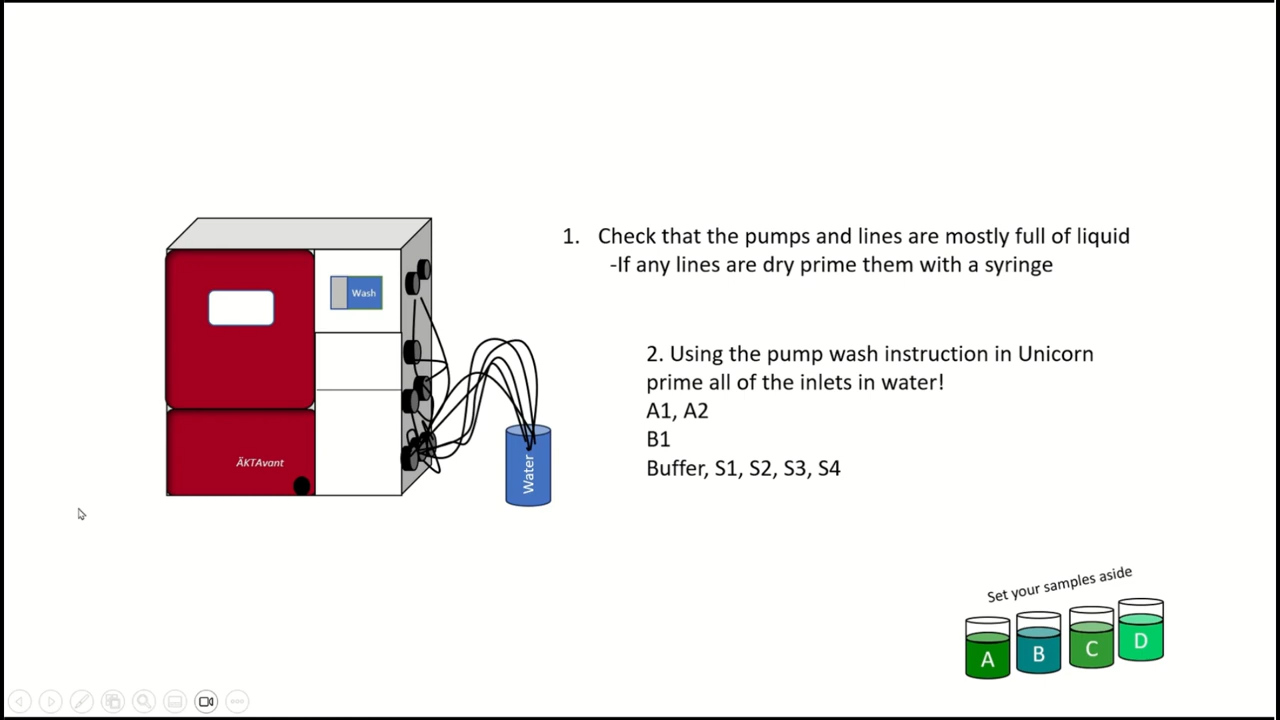 1. Check that the pumps and lines are mostly full of liquid
-If any lines are dry prime them with a syringe
Wash
2. Using the pump wash instruction in Unicorn
prime all of the inlets in water!
A1, A2
B1
Buffer, S1, S2, S3, S4
ÄKTAvant
Water
Set your samples aside
A B C D